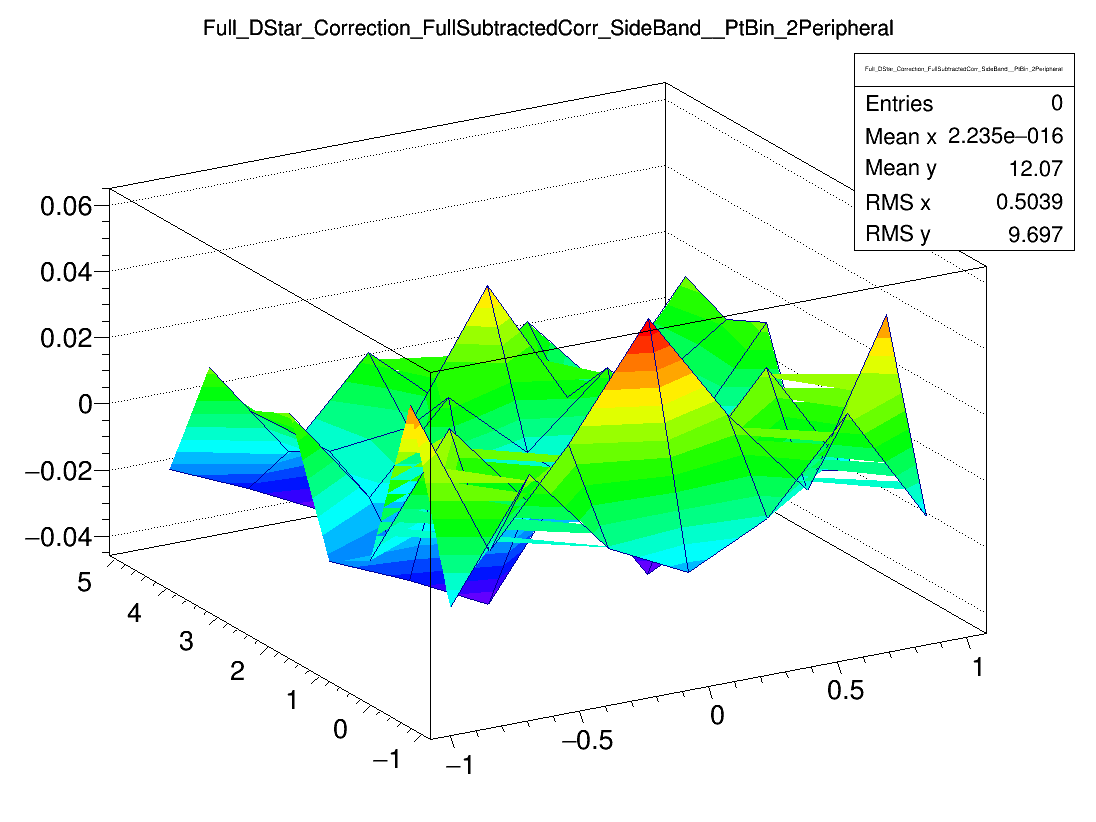 Full_DStar_Correction_FullSubtractedCorr_SideBand__PtBin_2Peripheral
Full_DStar_Correction_FullSubtractedCorr_SideBand__PtBin_2Peripheral
Entries 0
Mean x 2.235e−016
Mean y 12.07
RMS x 0.5039
RMS y 9.697
0.06
0.04
0.02
0
−0.02
−0.04
5
4
3
2
1
0
−1
−1
−0.5
0
0.5
1